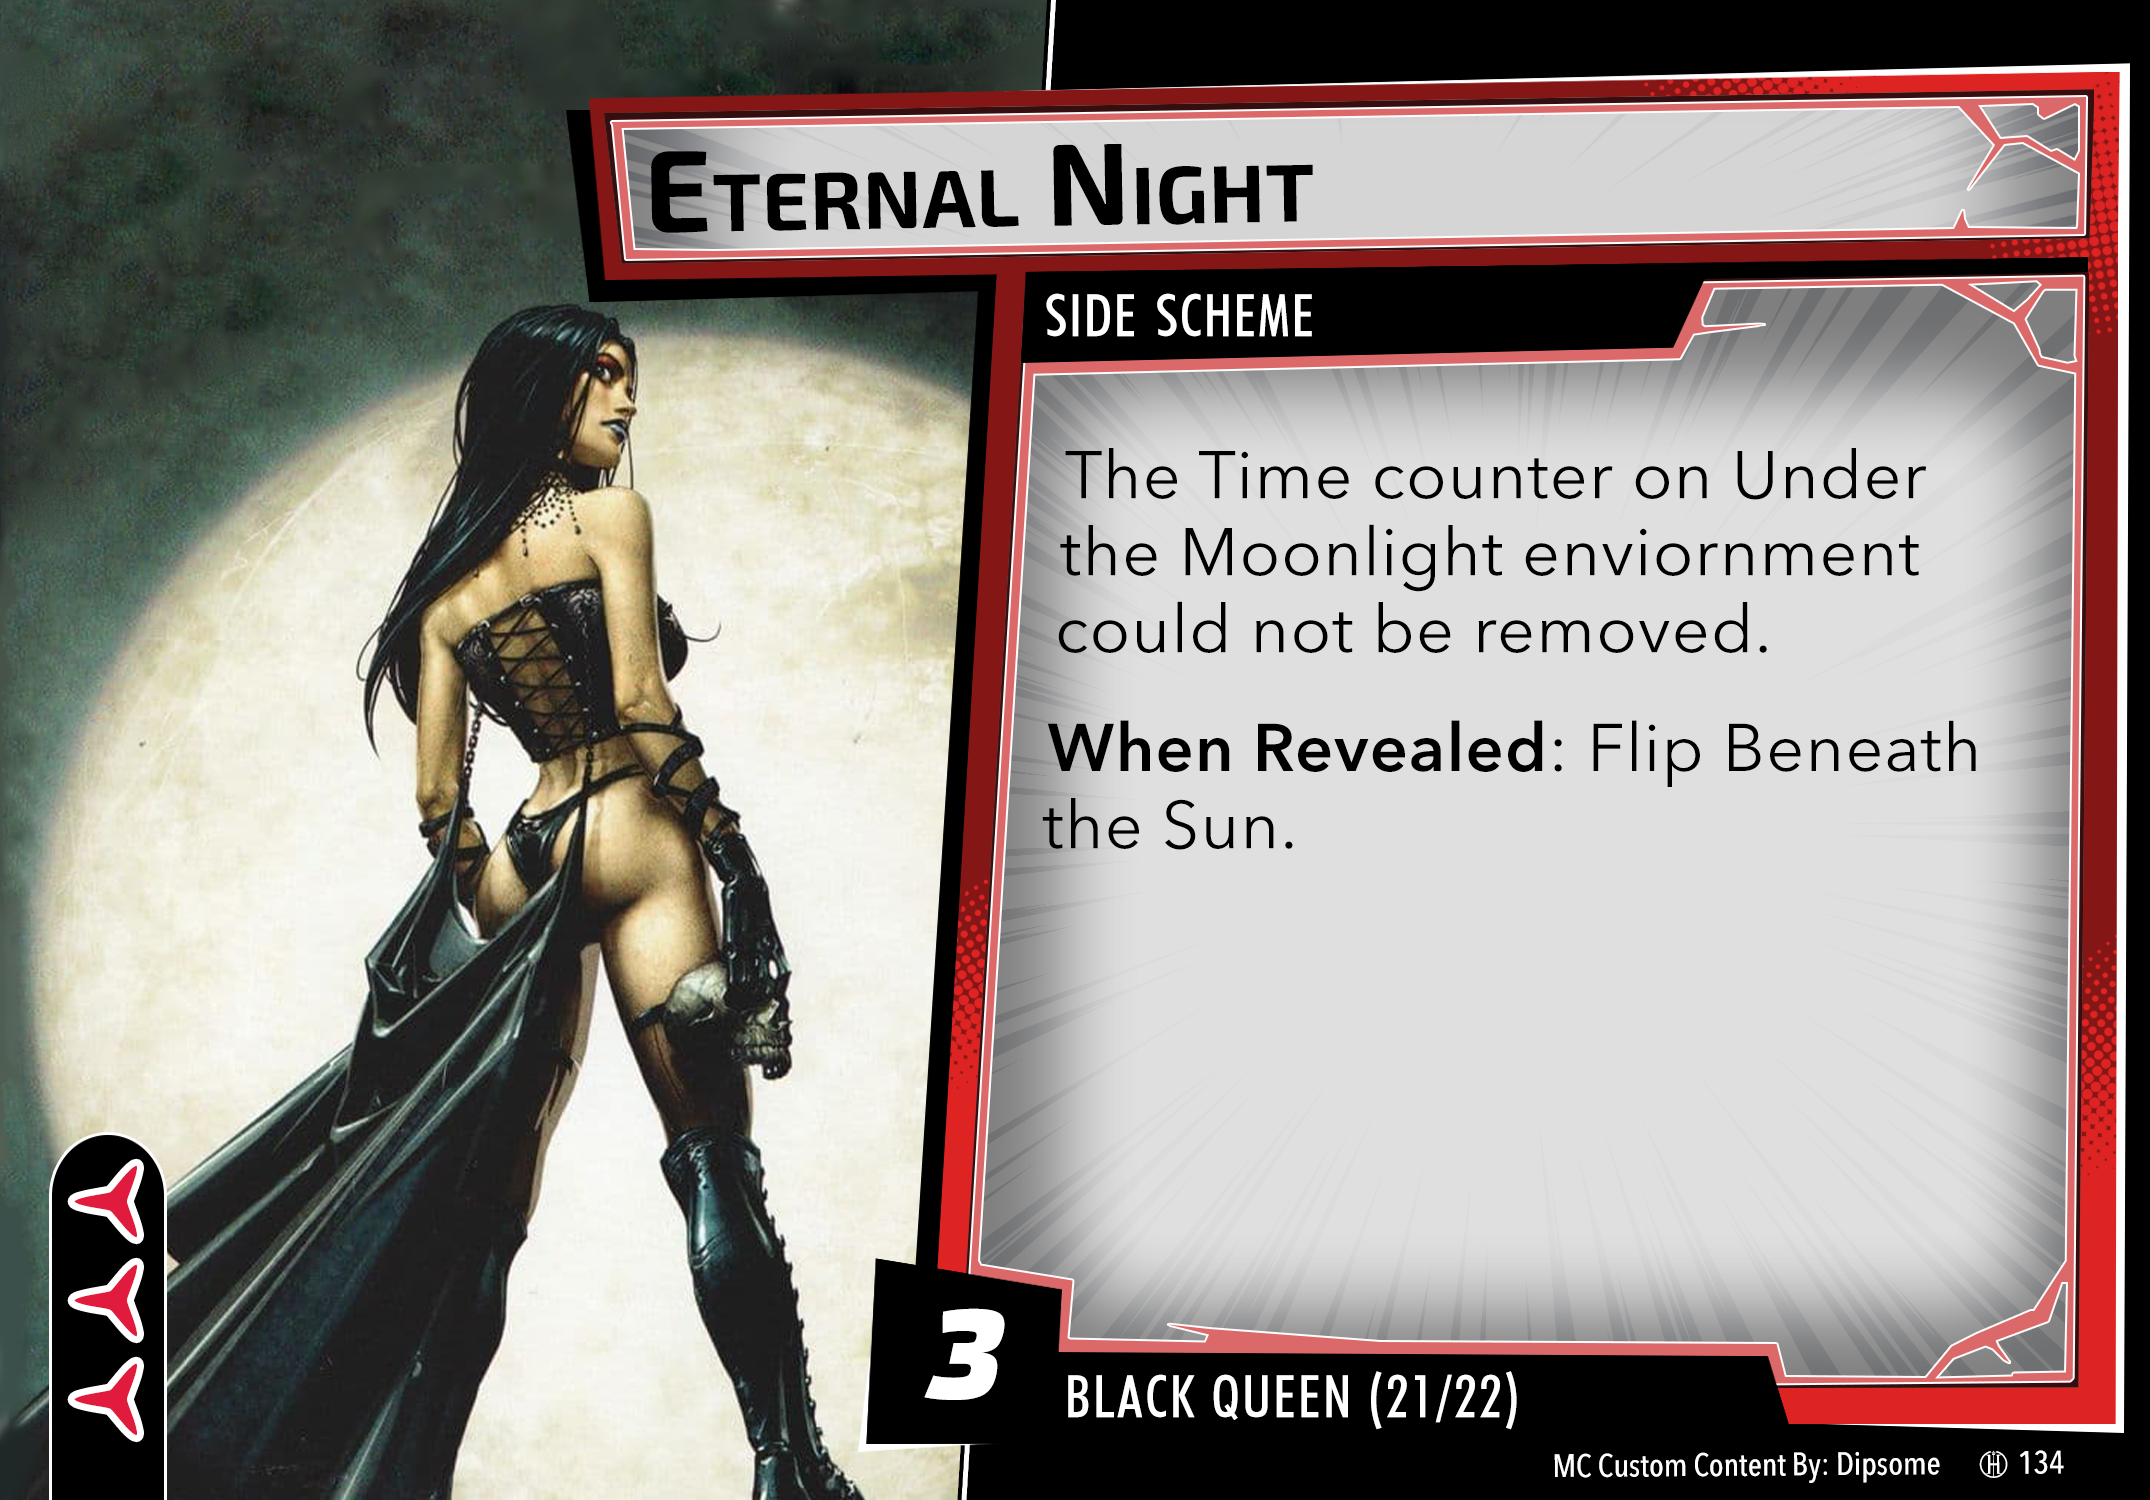 Eternal Night
SIDE SCHEME
The Time counter on Under
the Moonlight enviornment
could not be removed.
When Revealed: Flip Beneath
the Sun.
3
BLACK QUEEN (21/22)
MC Custom Content By: Dipsome 134